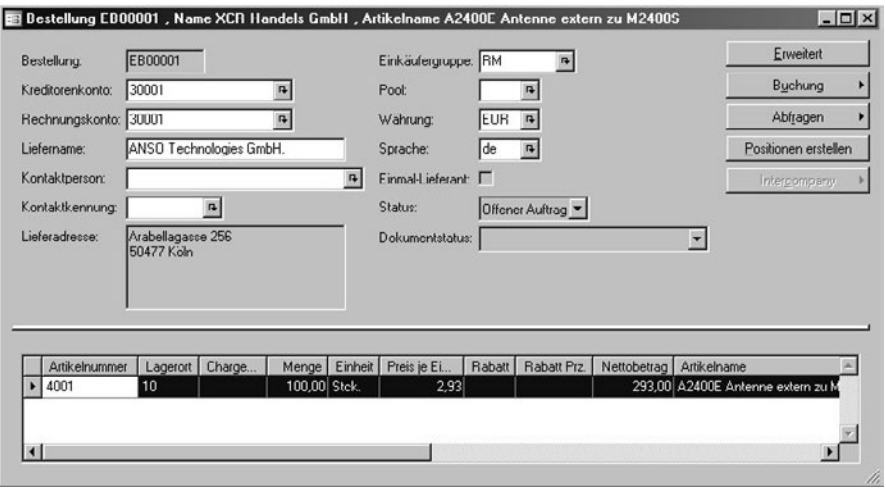 Bestellung EB00001 , Name XCR Handels GmbH , Artikelname A2400E Antenne extern zu M2400S
Bestellung: EB00001
Kreditorenkonto: 30001
Rechnungskonto: 30001
Liefername: ANSO Technologies GmbH.
Kontaktperson:
Kontaktkennung:
Lieferadresse: Arabellagasse 256
50477 Köln
Einkäufergruppe: RM
Pool:
Währung: EUR
Sprache: de
Einmal-Lieferant:
Status: Offener Auftrag
Dokumentstatus:
Erweitert
Buchung
Abfragen
Positionen erstellen
Intercompany
Artikelnummer Lagerort Charge... Menge Einheit Preis je Ei... Rabatt Rabatt Prz. Nettobetrag Artikelname
4001 10 100,00 Stck. 2,93 293,00 A2400E Antenne extern zu M